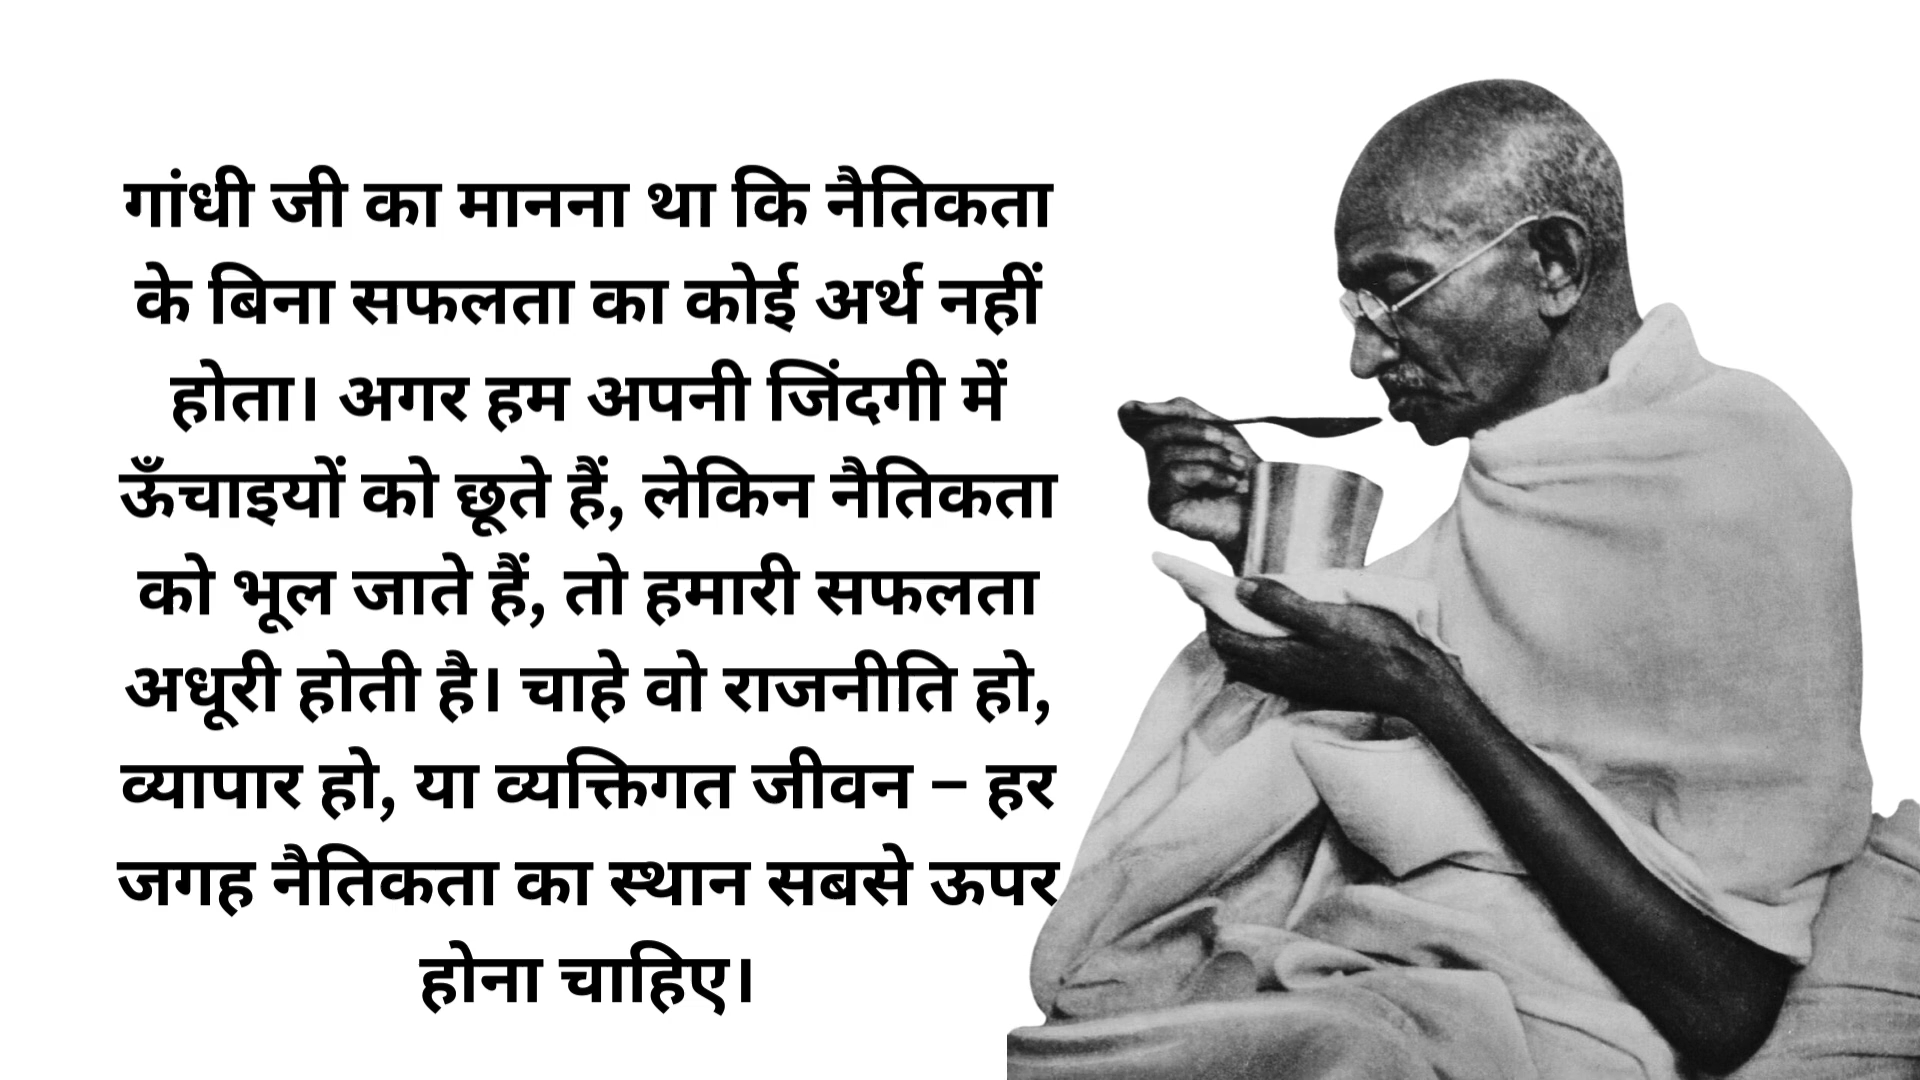 गांधी जी का मानना था कि नैतिकता
के बिना सफलता का कोई अर्थ नहीं
होता। अगर हम अपनी जिंदगी में
ऊँचाइयों को छूते हैं, लेकिन नैतिकता
को भूल जाते हैं, तो हमारी सफलता
अधूरी होती है। चाहे वो राजनीति हो,
व्यापार हो, या व्यक्तिगत जीवन – हर
जगह नैतिकता का स्थान सबसे ऊपर
होना चाहिए।